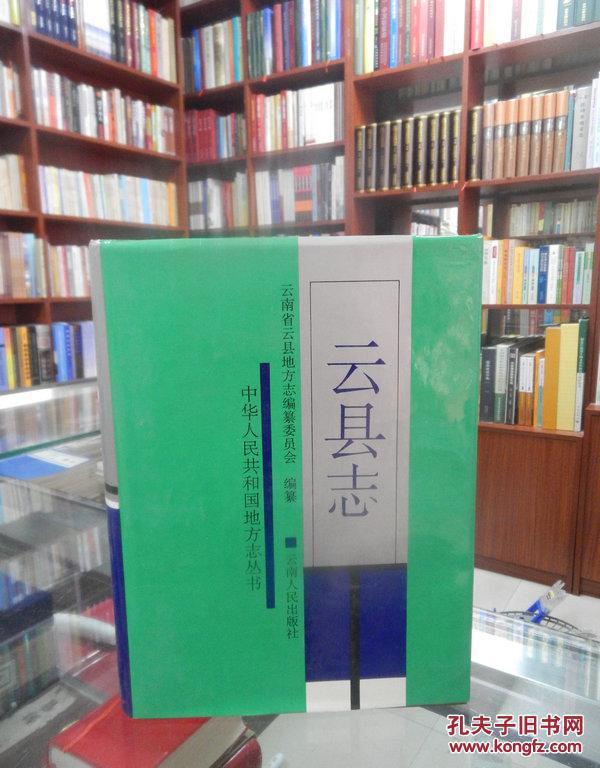 云县志
云南省云县地方志编纂委员会 编纂
云南人民出版社
中华人民共和国地方志丛书
孔夫子旧书网
www.kongfz.com